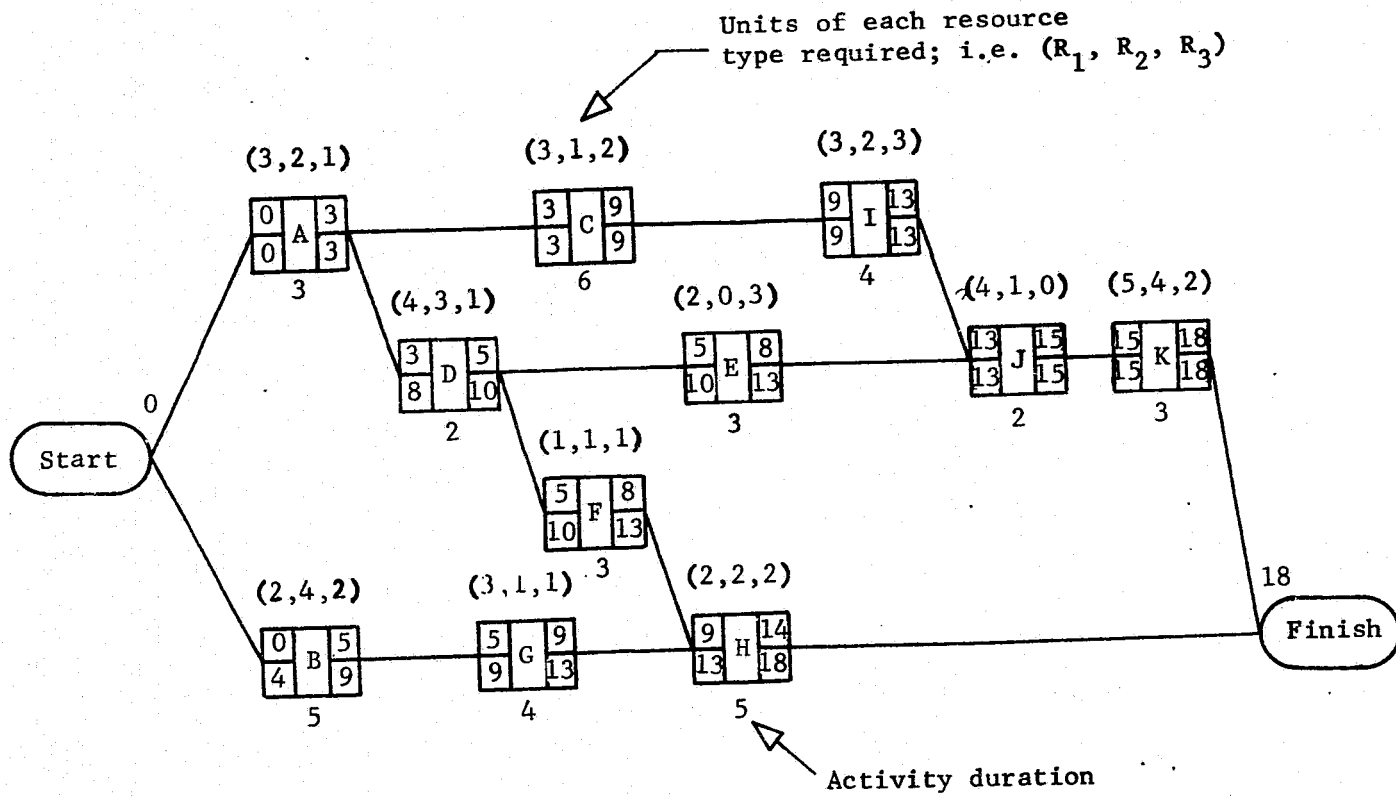 Units of each resource
type required; i.e. (R1, R2, R3)
(3,2,1)
(3,1,2)
(3,2,3)
0 A 3
0 3
3
3 C 9
3 9
6
9 I 13
9 13
4
(4,3,1)
(2,0,3)
(4,1,0)
(5,4,2)
3 D 5
8 10
2
5 E 8
10 13
3
13 J 15
13 15
2
15 K 18
15 18
3
0
Start
(1,1,1)
5 F 8
10 13
3
(2,4,2)
(3,1,1)
(2,2,2)
18
Finish
0 B 5
4 9
5
5 G 9
9 13
4
9 H 14
13 18
5
Activity duration